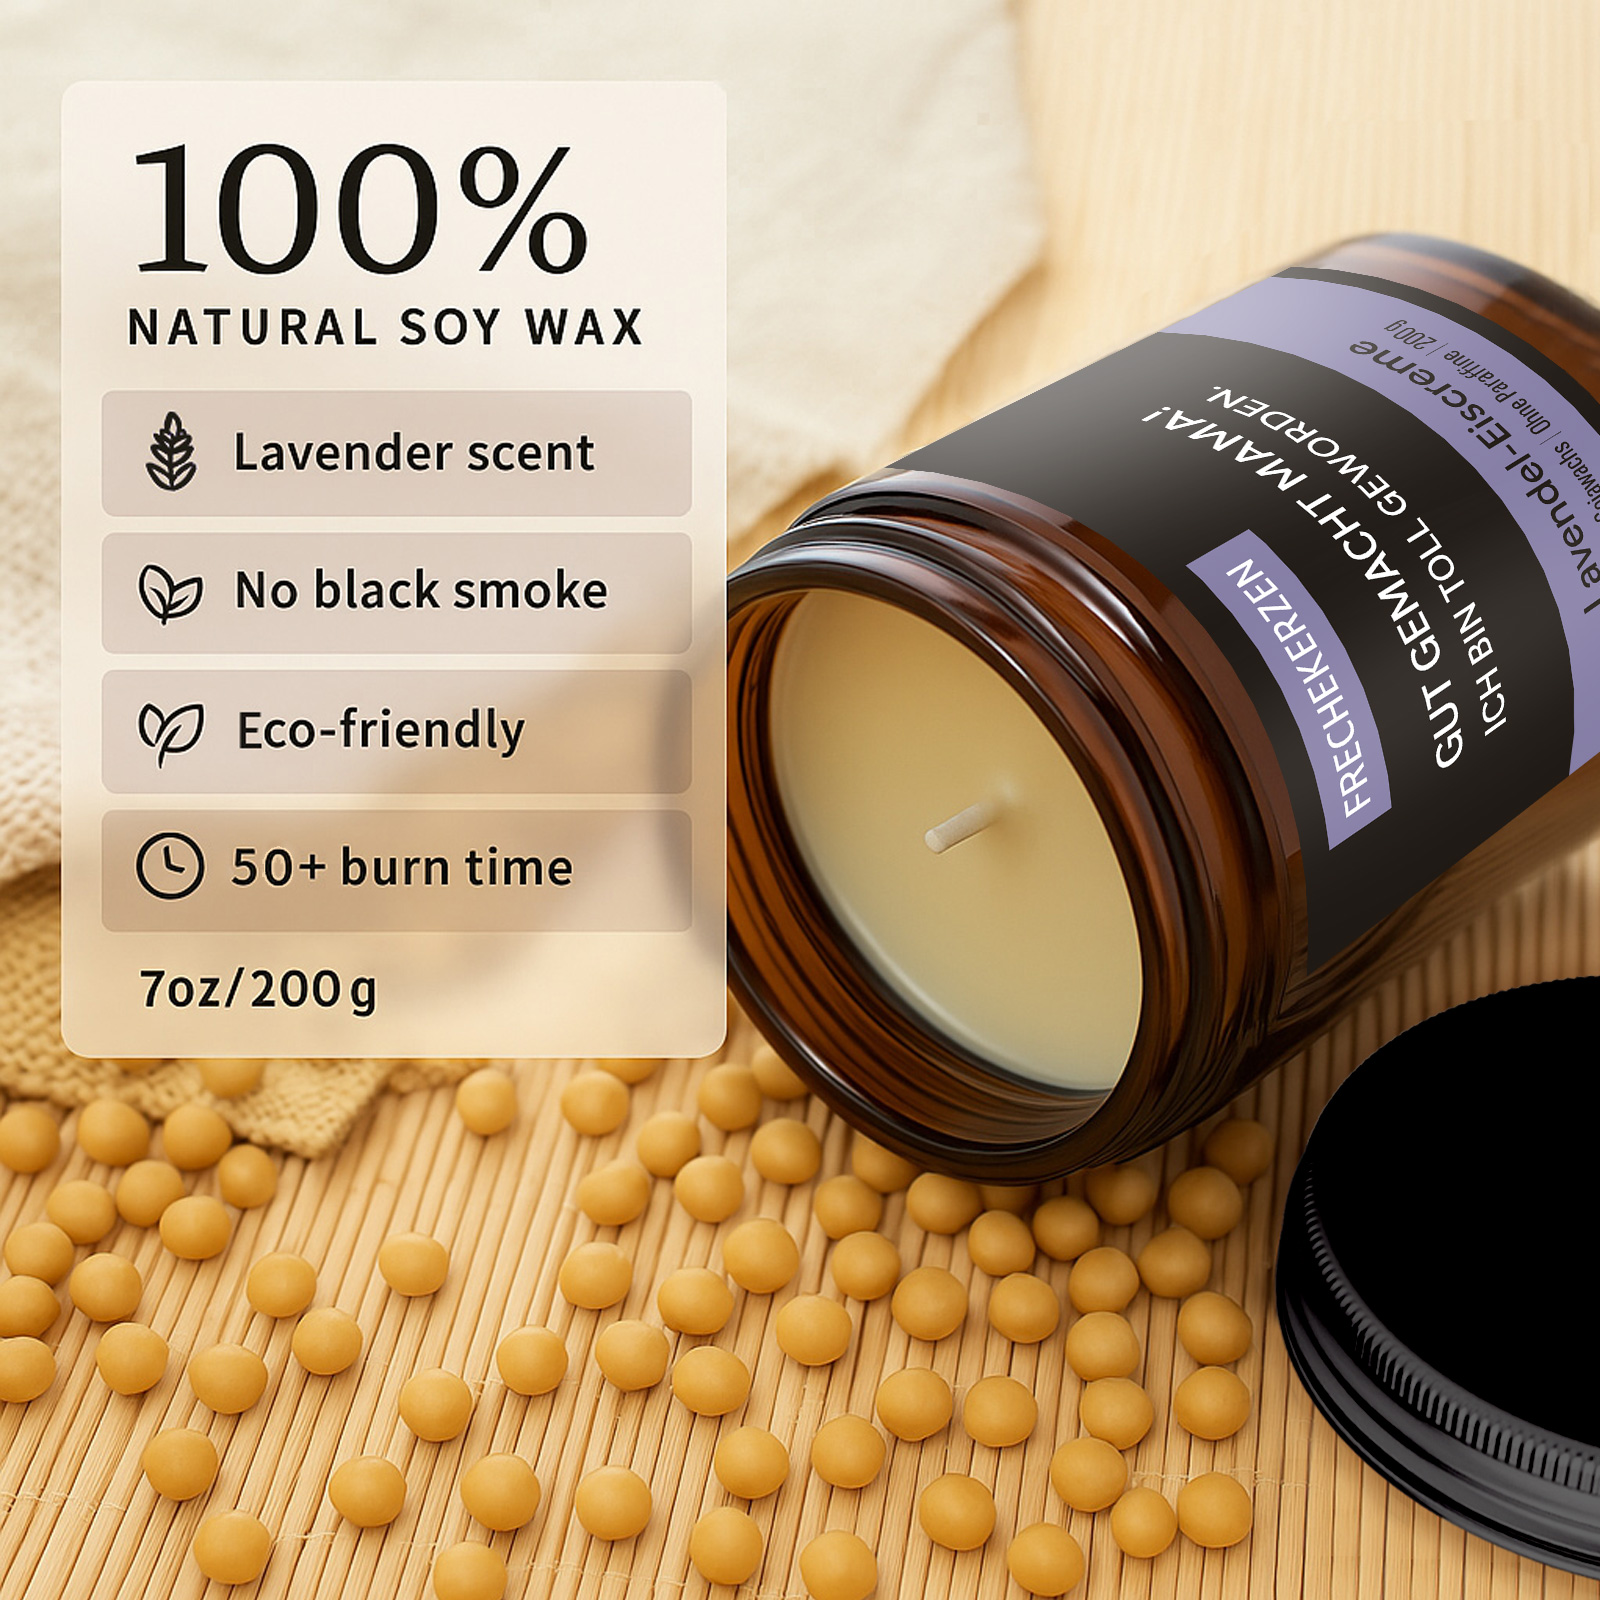 100%
NATURAL SOY WAX
Lavender scent
No black smoke
Eco-friendly
50+ burn time
7oz/200g
FRECHEKERZEN
GUT GEMACHT MAMA!
ICH BIN TOLL GEWORDEN.
Lavendel-Eiscreme
Sojawachs | Ohne Paraffine | 200g